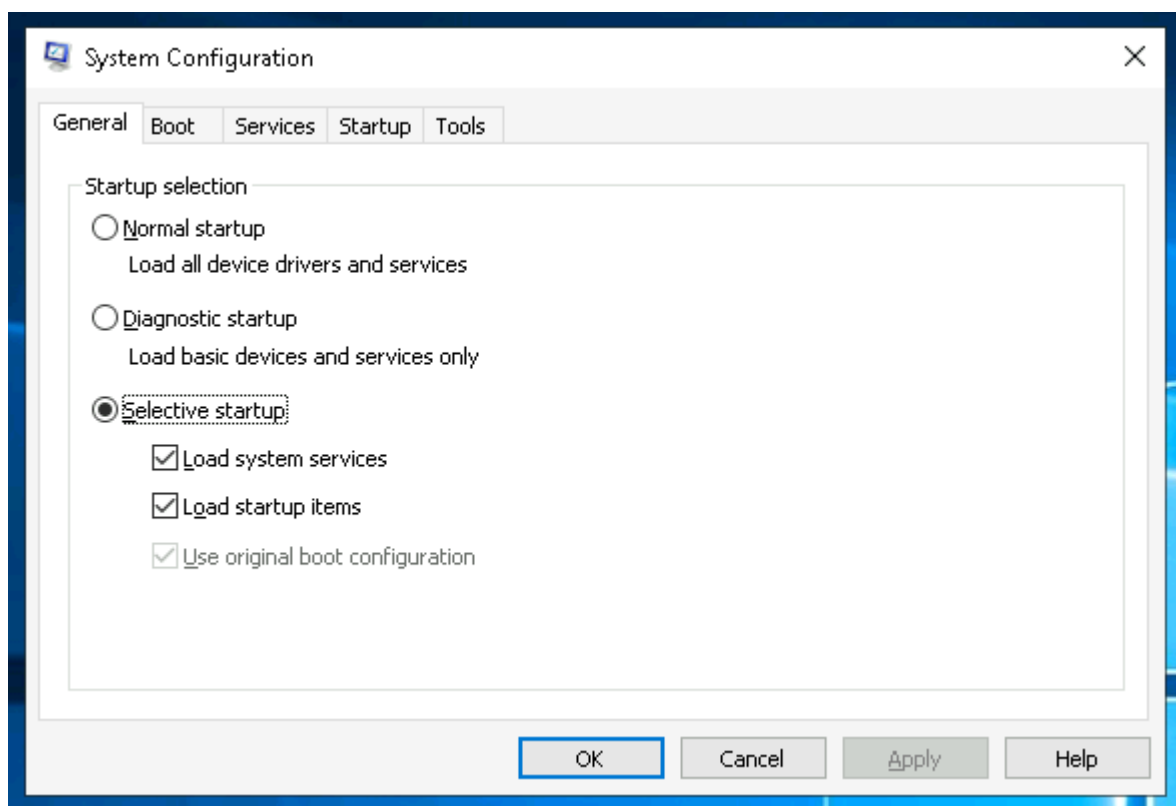 System Configuration
General Boot Services Startup Tools
Startup selection
Normal startup
Load all device drivers and services
Diagnostic startup
Load basic devices and services only
Selective startup
Load system services
Load startup items
Use original boot configuration
OK Cancel Apply Help